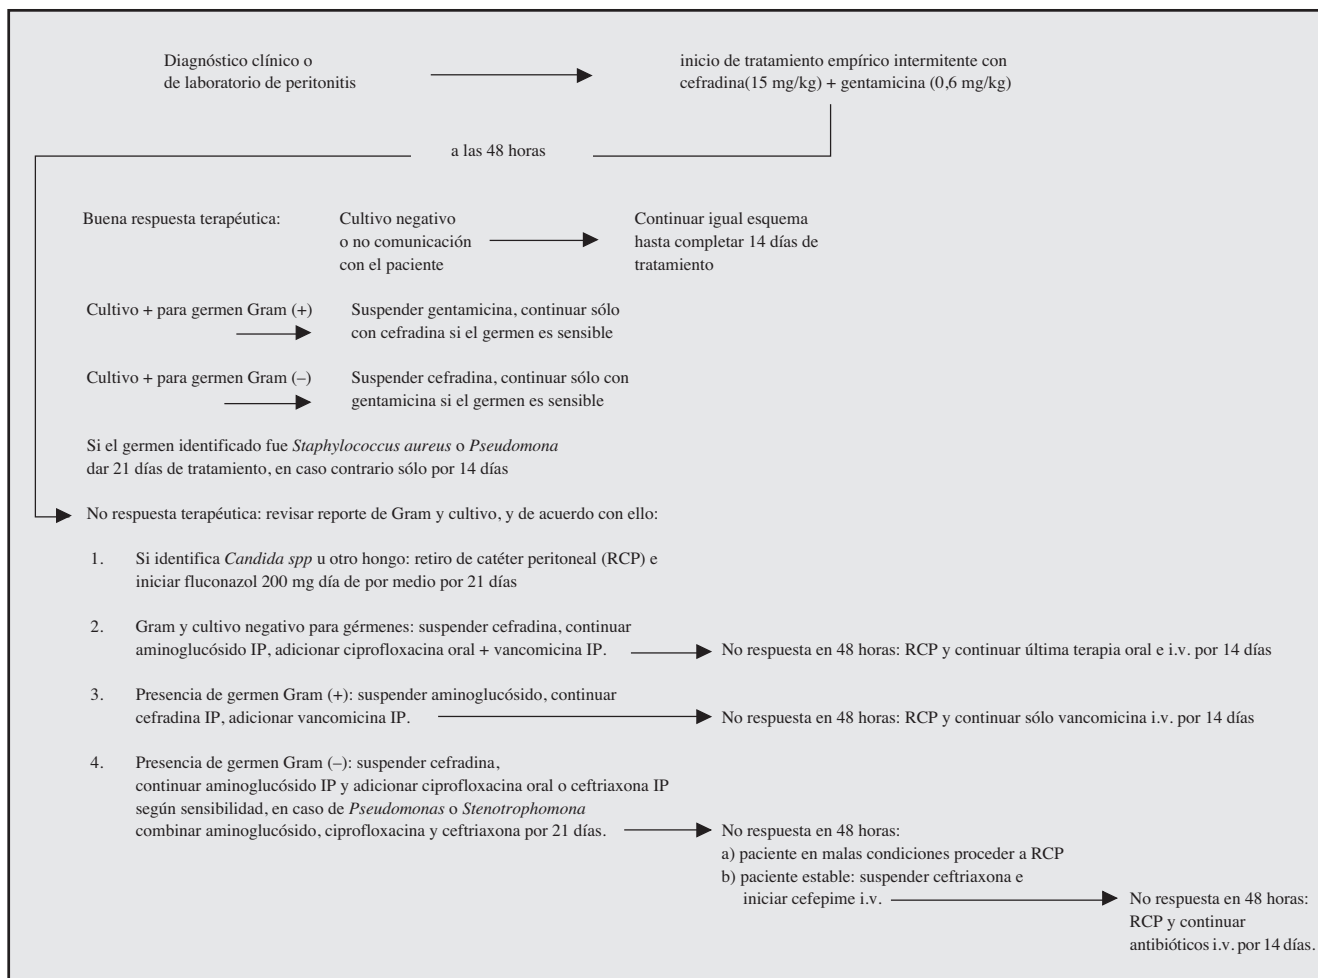 Diagnóstico clínico o
de laboratorio de peritonitis
inicio de tratamiento empírico intermitente con
cefradina(15 mg/kg) + gentamicina (0,6 mg/kg)
a las 48 horas
Buena respuesta terapéutica:
Cultivo negativo
o no comunicación
con el paciente
Continuar igual esquema
hasta completar 14 días de
tratamiento
Cultivo + para germen Gram (+)
Suspender gentamicina, continuar sólo
con cefradina si el germen es sensible
Cultivo + para germen Gram (–)
Suspender cefradina, continuar sólo con
gentamicina si el germen es sensible
Si el germen identificado fue Staphylococcus aureus o Pseudomona
dar 21 días de tratamiento, en caso contrario sólo por 14 días
No respuesta terapéutica: revisar reporte de Gram y cultivo, y de acuerdo con ello:
1. Si identifica Candida spp u otro hongo: retiro de catéter peritoneal (RCP) e
iniciar fluconazol 200 mg día de por medio por 21 días
2. Gram y cultivo negativo para gérmenes: suspender cefradina, continuar
aminoglucósido IP, adicionar ciprofloxacina oral + vancomicina IP.
No respuesta en 48 horas: RCP y continuar última terapia oral e i.v. por 14 días
3. Presencia de germen Gram (+): suspender aminoglucósido, continuar
cefradina IP, adicionar vancomicina IP.
No respuesta en 48 horas: RCP y continuar sólo vancomicina i.v. por 14 días
4. Presencia de germen Gram (–): suspender cefradina,
continuar aminoglucósido IP y adicionar ciprofloxacina oral o ceftriaxona IP
según sensibilidad, en caso de Pseudomonas o Stenotrophomona
combinar aminoglucósido, ciprofloxacina y ceftriaxona por 21 días.
No respuesta en 48 horas:
a) paciente en malas condiciones proceder a RCP
b) paciente estable: suspender ceftriaxona e
iniciar cefepime i.v.
No respuesta en 48 horas:
RCP y continuar
antibióticos i.v. por 14 días.